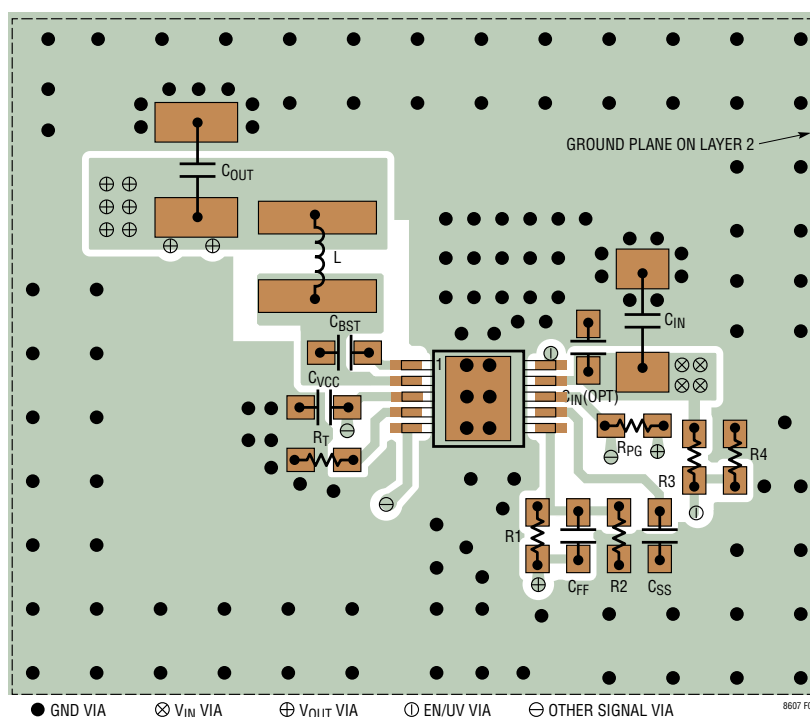 GROUND PLANE ON LAYER 2
COUT
L
CBST
CIN
1
CVCC
CIN(OPT)
RT
RPG
R3
R4
R1
CFF
R2
CSS
GND VIA
VIN VIA
VOUT VIA
EN/UV VIA
OTHER SIGNAL VIA
8607